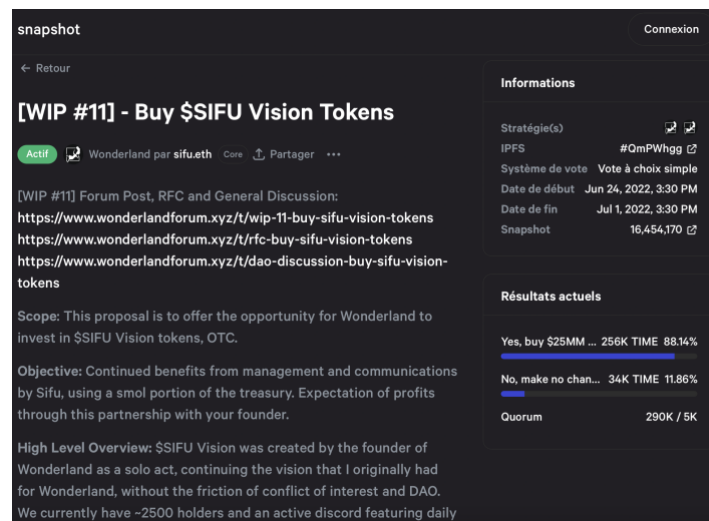 snapshot
Connexion
← Retour
[WIP #11] - Buy $SIFU Vision Tokens
Actif Wonderland par sifu.eth Core Partager ···
[WIP #11] Forum Post, RFC and General Discussion:
https://www.wonderlandforum.xyz/t/wip-11-buy-sifu-vision-tokens
https://www.wonderlandforum.xyz/t/rfc-buy-sifu-vision-tokens
https://www.wonderlandforum.xyz/t/dao-discussion-buy-sifu-vision-
tokens
Scope: This proposal is to offer the opportunity for Wonderland to
invest in $SIFU Vision tokens, OTC.
Objective: Continued benefits from management and communications
by Sifu, using a smol portion of the treasury. Expectation of profits
through this partnership with your founder.
High Level Overview: $SIFU Vision was created by the founder of
Wonderland as a solo act, continuing the vision that I originally had
for Wonderland, without the friction of conflict of interest and DAO.
We currently have ~2500 holders and an active discord featuring daily
Informations
Stratégie(s)
IPFS #QmPWhgg
Système de vote Vote à choix simple
Date de début Jun 24, 2022, 3:30 PM
Date de fin Jul 1, 2022, 3:30 PM
Snapshot 16,454,170
Résultats actuels
Yes, buy $25MM ... 256K TIME 88.14%
No, make no chan... 34K TIME 11.86%
Quorum 290K / 5K